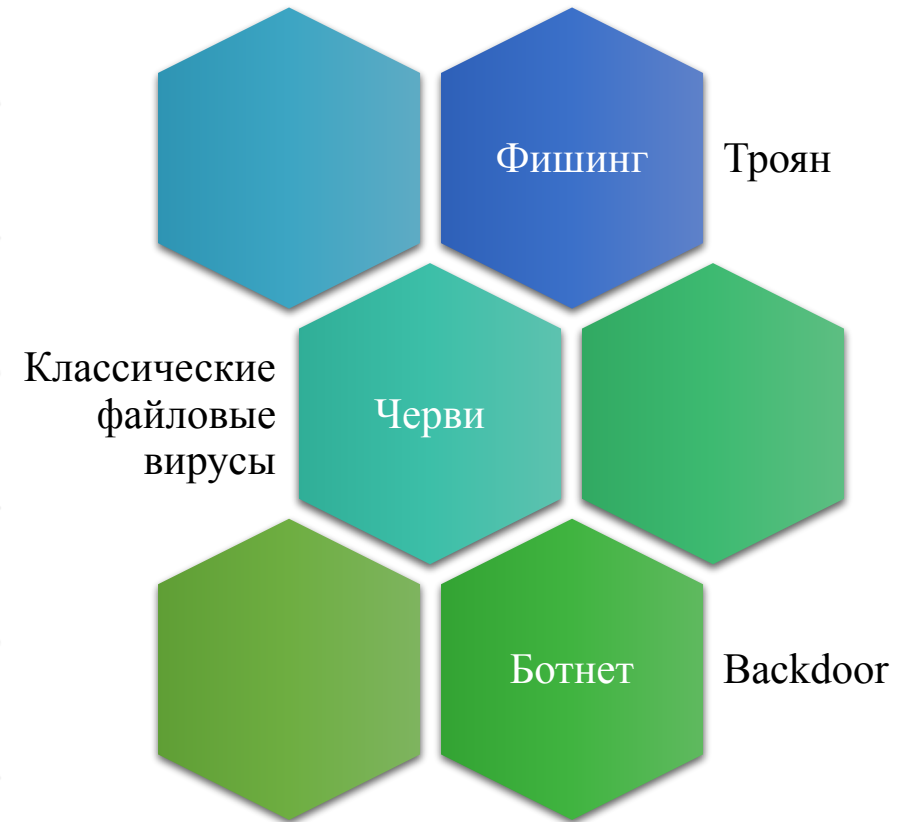 Фишинг
Троян
Классические
файловые
вирусы
Черви
Ботнет
Backdoor